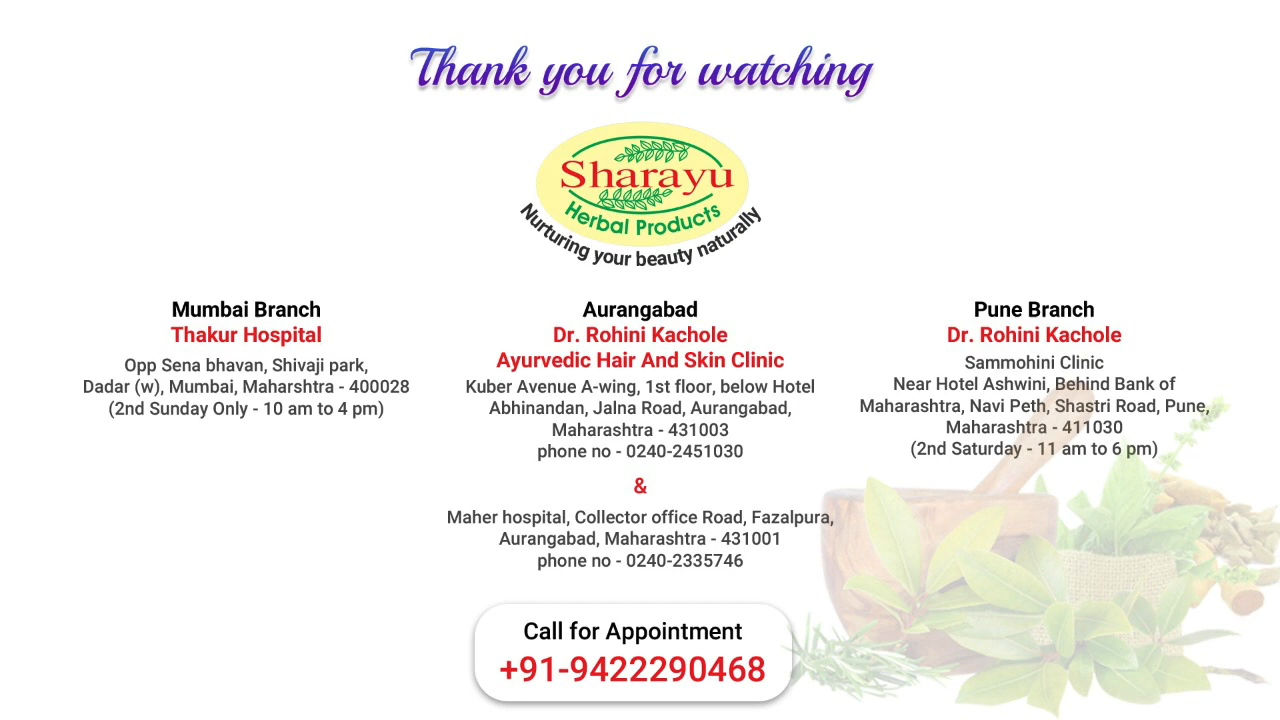 Thank you for watching
Sharayu
Herbal Products
Nurturing your beauty naturally
Mumbai Branch
Thakur Hospital
Opp Sena bhavan, Shivaji park,
Dadar (w), Mumbai, Maharshtra - 400028
(2nd Sunday Only - 10 am to 4 pm)
Aurangabad
Dr. Rohini Kachole
Ayurvedic Hair And Skin Clinic
Kuber Avenue A-wing, 1st floor, below Hotel
Abhinandan, Jalna Road, Aurangabad,
Maharashtra - 431003
phone no - 0240-2451030
&
Maher hospital, Collector office Road, Fazalpura,
Aurangabad, Maharashtra - 431001
phone no - 0240-2335746
Pune Branch
Dr. Rohini Kachole
Sammohini Clinic
Near Hotel Ashwini, Behind Bank of
Maharashtra, Navi Peth, Shastri Road, Pune,
Maharashtra - 411030
(2nd Saturday - 11 am to 6 pm)
Call for Appointment
+91-9422290468